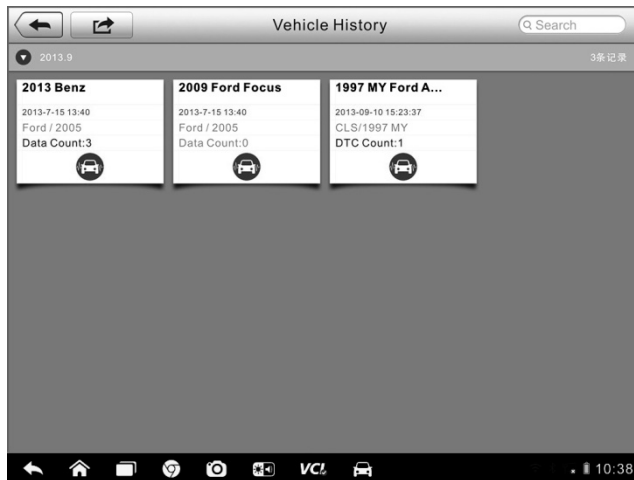 Vehicle History
Search
2013.9
3条记录
2013 Benz
2013-7-15 13:40
Ford / 2005
Data Count:3
2009 Ford Focus
2013-7-15 13:40
Ford / 2005
Data Count:0
1997 MY Ford A...
2013-09-10 15:23:37
CLS/1997 MY
DTC Count:1
VCI
10:38